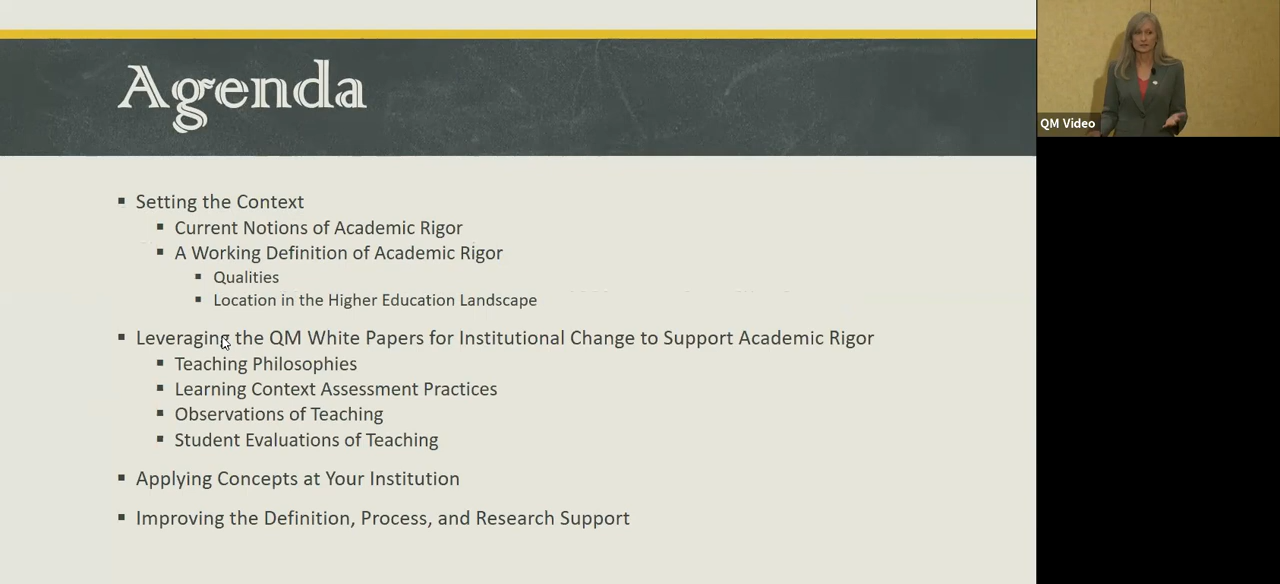 Agenda
Setting the Context
Current Notions of Academic Rigor
A Working Definition of Academic Rigor
Qualities
Location in the Higher Education Landscape
Leveraging the QM White Papers for Institutional Change to Support Academic Rigor
Teaching Philosophies
Learning Context Assessment Practices
Observations of Teaching
Student Evaluations of Teaching
Applying Concepts at Your Institution
Improving the Definition, Process, and Research Support
QM Video